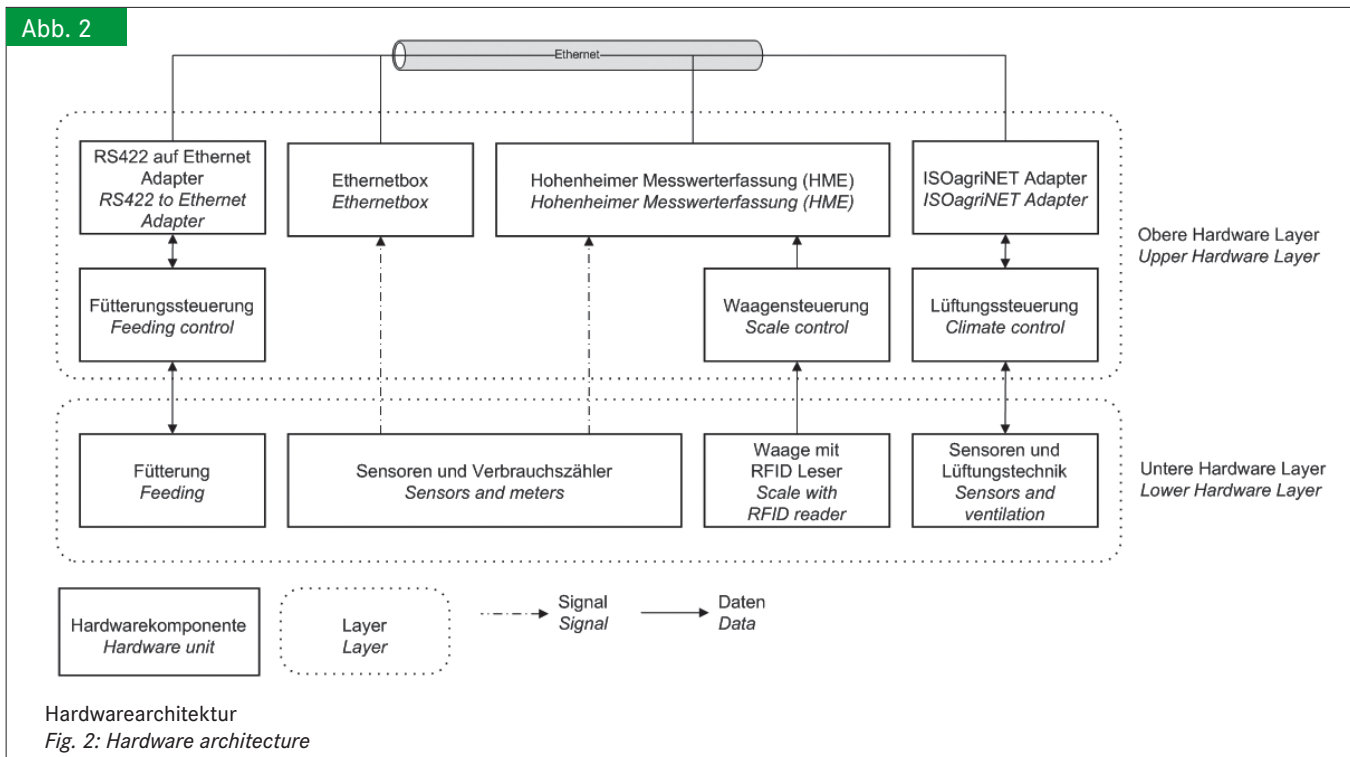 Abb. 2
Ethernet
RS422 auf Ethernet
Adapter
RS422 to Ethernet
Adapter
Ethernetbox
Ethernetbox
Hohenheimer Messwerterfassung (HME)
Hohenheimer Messwerterfassung (HME)
ISOagriNET Adapter
ISOagriNET Adapter
Obere Hardware Layer
Upper Hardware Layer
Fütterungssteuerung
Feeding control
Waagensteuerung
Scale control
Lüftungssteuerung
Climate control
Fütterung
Feeding
Sensoren und Verbrauchszähler
Sensors and meters
Waage mit
RFID Leser
Scale with
RFID reader
Sensoren und
Lüftungstechnik
Sensors and
ventilation
Untere Hardware Layer
Lower Hardware Layer
Hardwarekomponente
Hardware unit
Layer
Layer
Signal
Signal
Daten
Data
Hardwarearchitektur
Fig. 2: Hardware architecture